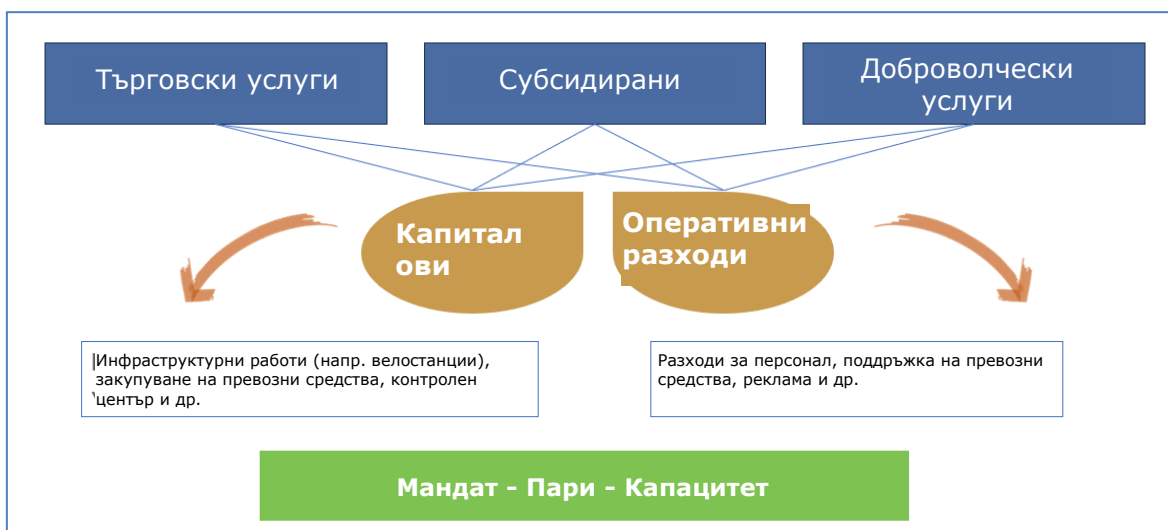 Търговски услуги
Субсидирани
Доброволчески
услуги
Капитал
ови
Оперативни
разходи
Инфраструктурни работи (напр. велостанции),
закупуване на превозни средства, контролен
център и др.
Разходи за персонал, поддръжка на превозни
средства, реклама и др.
Мандат - Пари - Капацитет